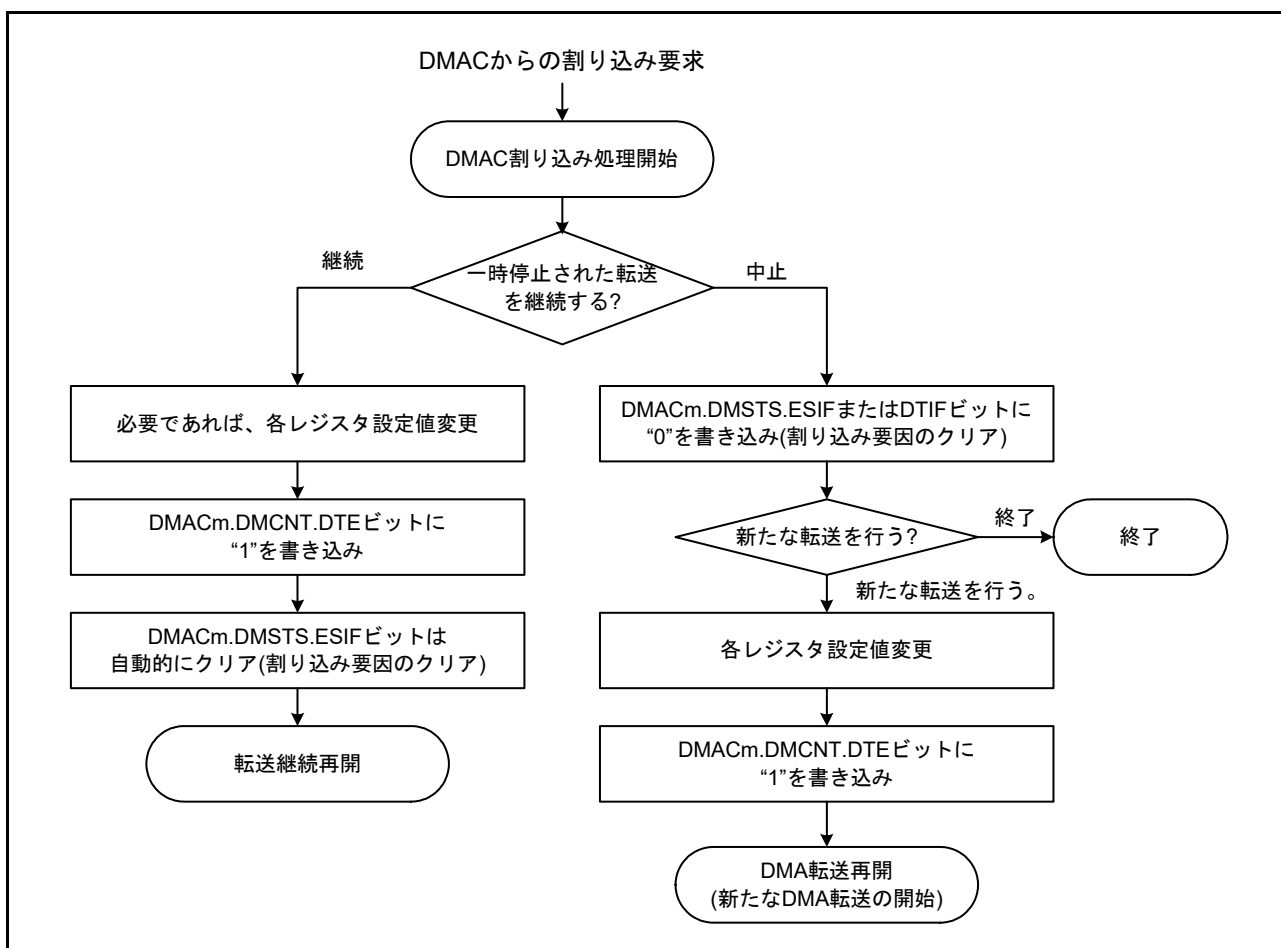 DMACからの割り込み要求
DMAC割り込み処理開始
一時停止された転送
を継続する?
継続
中止
必要であれば、各レジスタ設定値変更
DMACm.DMCNT.DTEビットに
“1”を書き込み
DMACm.DMSTS.ESIFビットは
自動的にクリア(割り込み要因のクリア)
転送継続再開
DMACm.DMSTS.ESIFまたはDTIFビットに
“0”を書き込み(割り込み要因のクリア)
新たな転送を行う?
終了
終了
新たな転送を行う。
各レジスタ設定値変更
DMACm.DMCNT.DTEビットに
“1”を書き込み
DMA転送再開
(新たなDMA転送の開始)